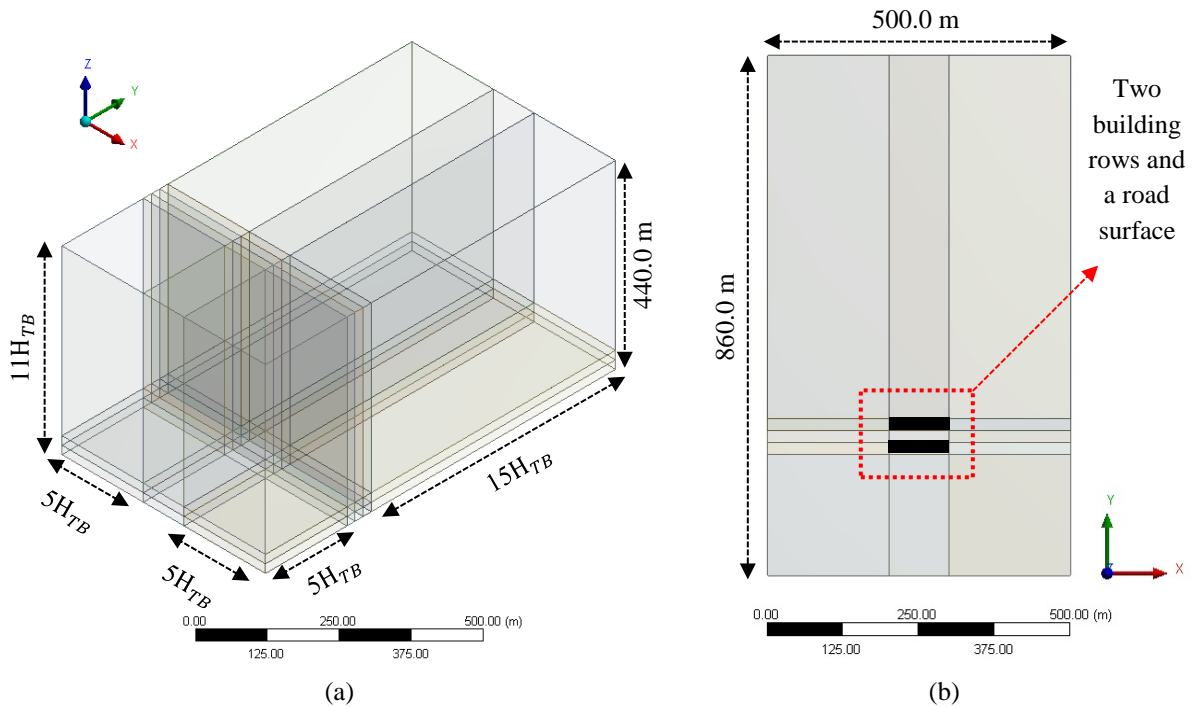 Z
Y
X
11H_TB
5H_TB
5H_TB
5H_TB
15H_TB
440.0 m
0.00 250.00 500.00 (m)
125.00 375.00
(a)
500.0 m
860.0 m
Two
building
rows and
a road
surface
Y
Z
X
0.00 250.00 500.00 (m)
125.00 375.00
(b)